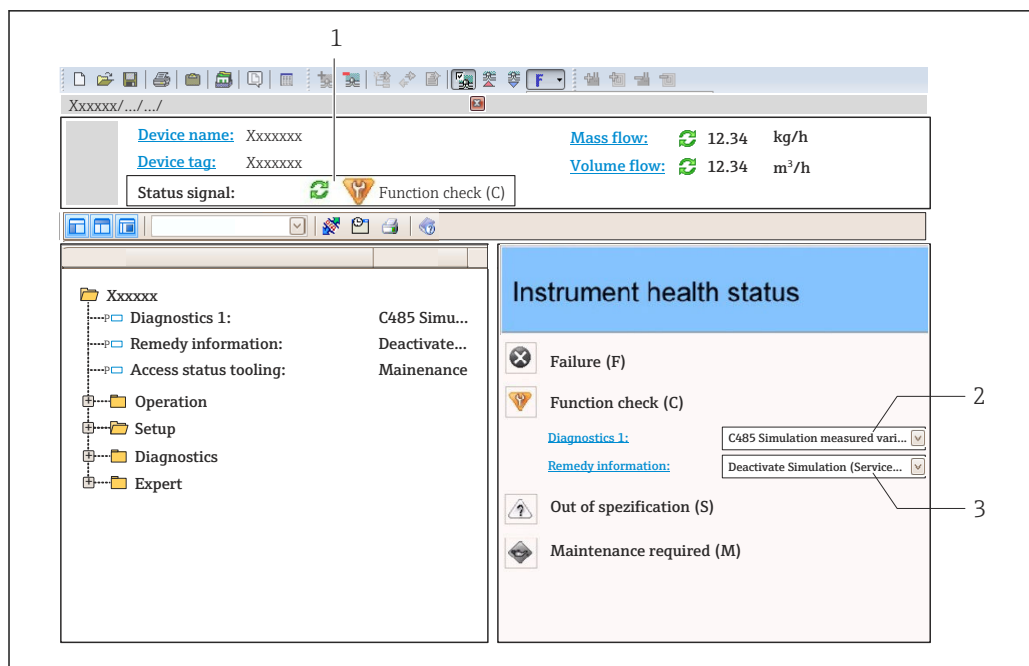 1
F
Xxxxxx/.../.../
Device name: Xxxxxxx
Mass flow: 12.34 kg/h
Device tag: Xxxxxxx
Volume flow: 12.34 m³/h
Status signal: Function check (C)
Xxxxxx
Diagnostics 1: C485 Simu...
Remedy information: Deactivate...
Access status tooling: Mainenance
Operation
Setup
Diagnostics
Expert
Instrument health status
Failure (F)
Function check (C)
2
Diagnostics 1: C485 Simulation measured vari...
Remedy information: Deactivate Simulation (Service...
Out of spezification (S)
3
Maintenance required (M)